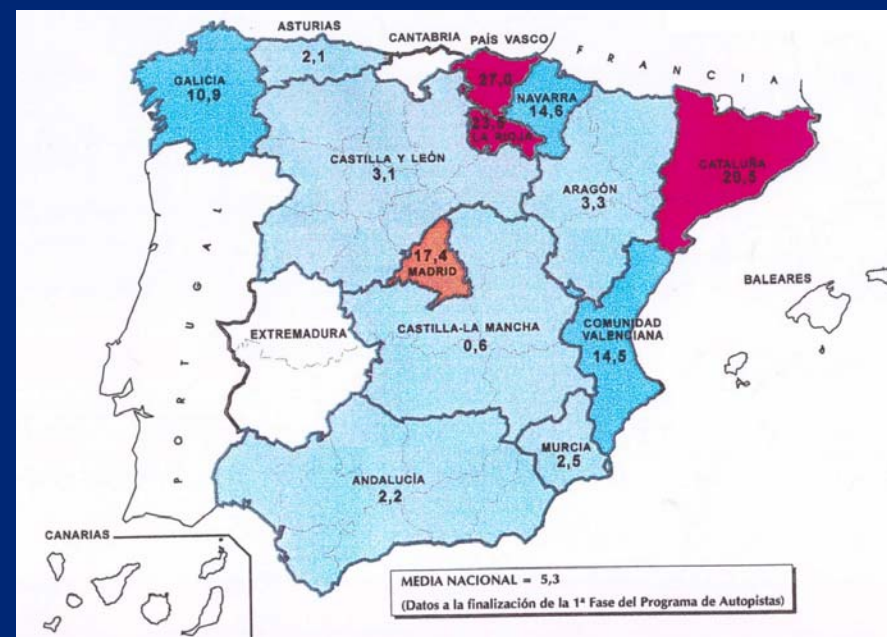 ASTURIAS
2,1
CANTABRIA
PAÍS VASCO
27,0
FRANCIA
GALICIA
10,9
NAVARRA
14,6
LA RIOJA
CASTILLA Y LEÓN
3,1
ARAGÓN
3,3
CATALUÑA
20,5
17,4
MADRID
PORTUGAL
EXTREMADURA
CASTILLA-LA MANCHA
0,6
COMUNIDAD
VALENCIANA
14,5
BALEARES
MURCIA
2,5
ANDALUCÍA
2,2
CANARIAS
MEDIA NACIONAL = 5,3
(Datos a la finalización de la 1ª Fase del Programa de Autopistas)